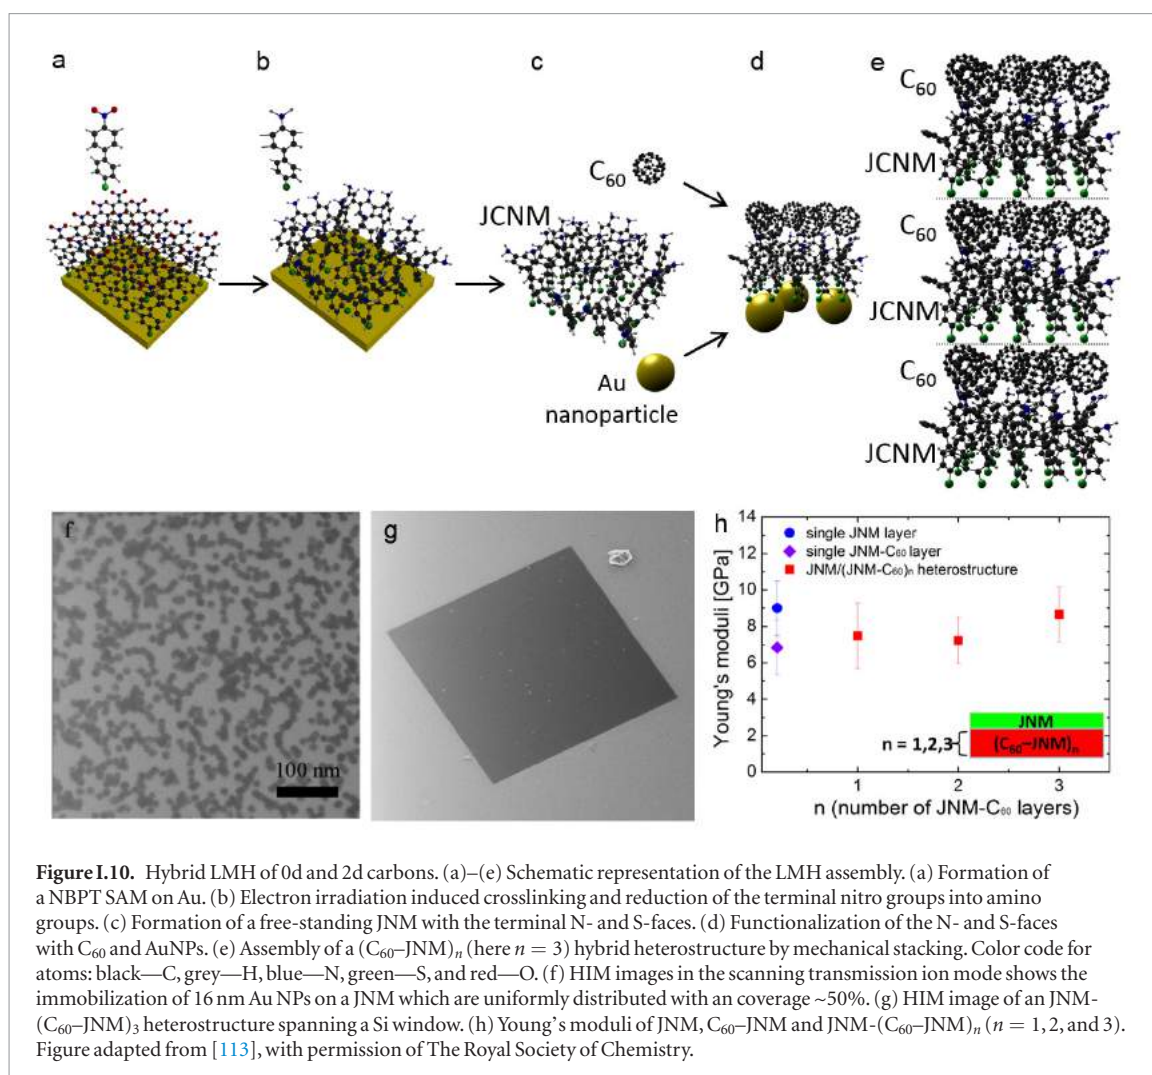 a
b
c
d
e
C₆₀
JCNM
C₆₀
JCNM
Au
nanoparticle
C₆₀
JCNM
C₆₀
JCNM
f
100 nm
g
h
Young's moduli [GPa]
14
12
10
8
6
4
2
0
single JNM layer
single JNM-C₆₀ layer
JNM/(JNM-C₆₀)ₙ heterostructure
JNM
n = 1,2,3
(C₆₀–JNM)ₙ
1
2
3
n (number of JNM-C₆₀ layers)
Figure I.10. Hybrid LMH of 0d and 2d carbons. (a)–(e) Schematic representation of the LMH assembly. (a) Formation of
a NBPT SAM on Au. (b) Electron irradiation induced crosslinking and reduction of the terminal nitro groups into amino
groups. (c) Formation of a free-standing JNM with the terminal N- and S-faces. (d) Functionalization of the N- and S-faces
with C₆₀ and AuNPs. (e) Assembly of a (C₆₀–JNM)ₙ (here n = 3) hybrid heterostructure by mechanical stacking. Color code for
atoms: black—C, grey—H, blue—N, green—S, and red—O. (f) HIM images in the scanning transmission ion mode shows the
immobilization of 16 nm Au NPs on a JNM which are uniformly distributed with an coverage ~50%. (g) HIM image of an JNM-
(C₆₀–JNM)₃ heterostructure spanning a Si window. (h) Young's moduli of JNM, C₆₀–JNM and JNM-(C₆₀–JNM)ₙ (n = 1, 2, and 3).
Figure adapted from [113], with permission of The Royal Society of Chemistry.